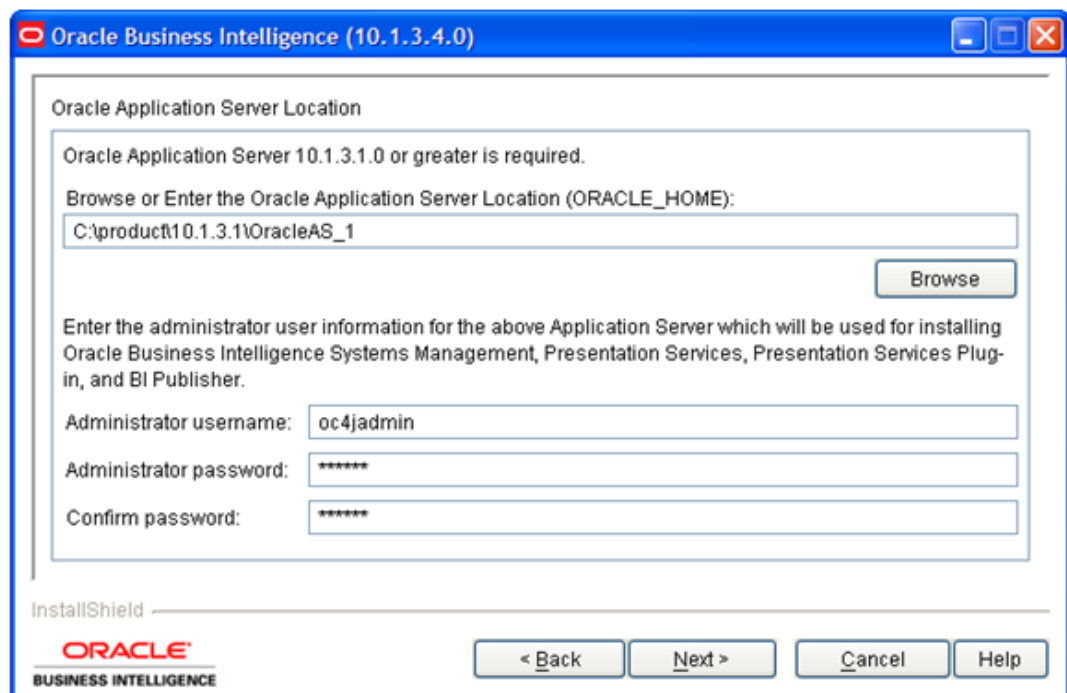 Oracle Business Intelligence (10.1.3.4.0)
Oracle Application Server Location
Oracle Application Server 10.1.3.1.0 or greater is required.
Browse or Enter the Oracle Application Server Location (ORACLE_HOME):
C:\product\10.1.3.1\OracleAS_1
Browse
Enter the administrator user information for the above Application Server which will be used for installing
Oracle Business Intelligence Systems Management, Presentation Services, Presentation Services Plug-
in, and BI Publisher.
Administrator username: oc4jadmin
Administrator password: ******
Confirm password: ******
InstallShield
ORACLE
BUSINESS INTELLIGENCE
< Back Next > Cancel Help